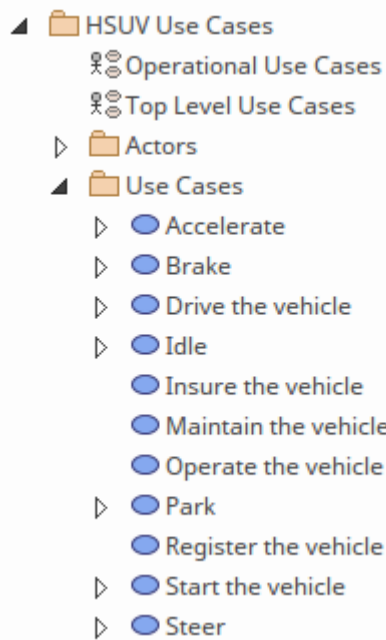 HSUV Use Cases
Operational Use Cases
Top Level Use Cases
Actors
Use Cases
Accelerate
Brake
Drive the vehicle
Idle
Insure the vehicle
Maintain the vehicle
Operate the vehicle
Park
Register the vehicle
Start the vehicle
Steer